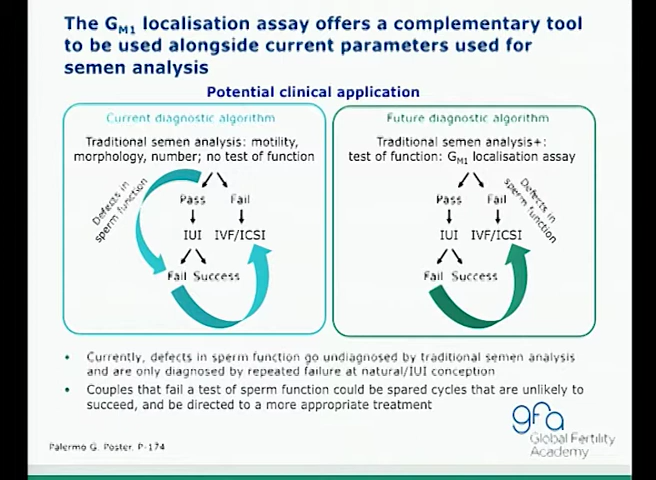 The GM1 localisation assay offers a complementary tool
to be used alongside current parameters used for
semen analysis
Potential clinical application
Current diagnostic algorithm
Traditional semen analysis: motility,
morphology, number; no test of function
Defects in
sperm function
Pass Fail
IUI IVF/ICSI
Fail Success
Future diagnostic algorithm
Traditional semen analysis+:
test of function: GM1 localisation assay
Defects in
sperm function
Pass Fail
IUI IVF/ICSI
Fail Success
• Currently, defects in sperm function go undiagnosed by traditional semen analysis
and are only diagnosed by repeated failure at natural/IUI conception
• Couples that fail a test of sperm function could be spared cycles that are unlikely to
succeed, and be directed to a more appropriate treatment
gfa
Global Fertility
Academy
Palermo G. Poster, P-174